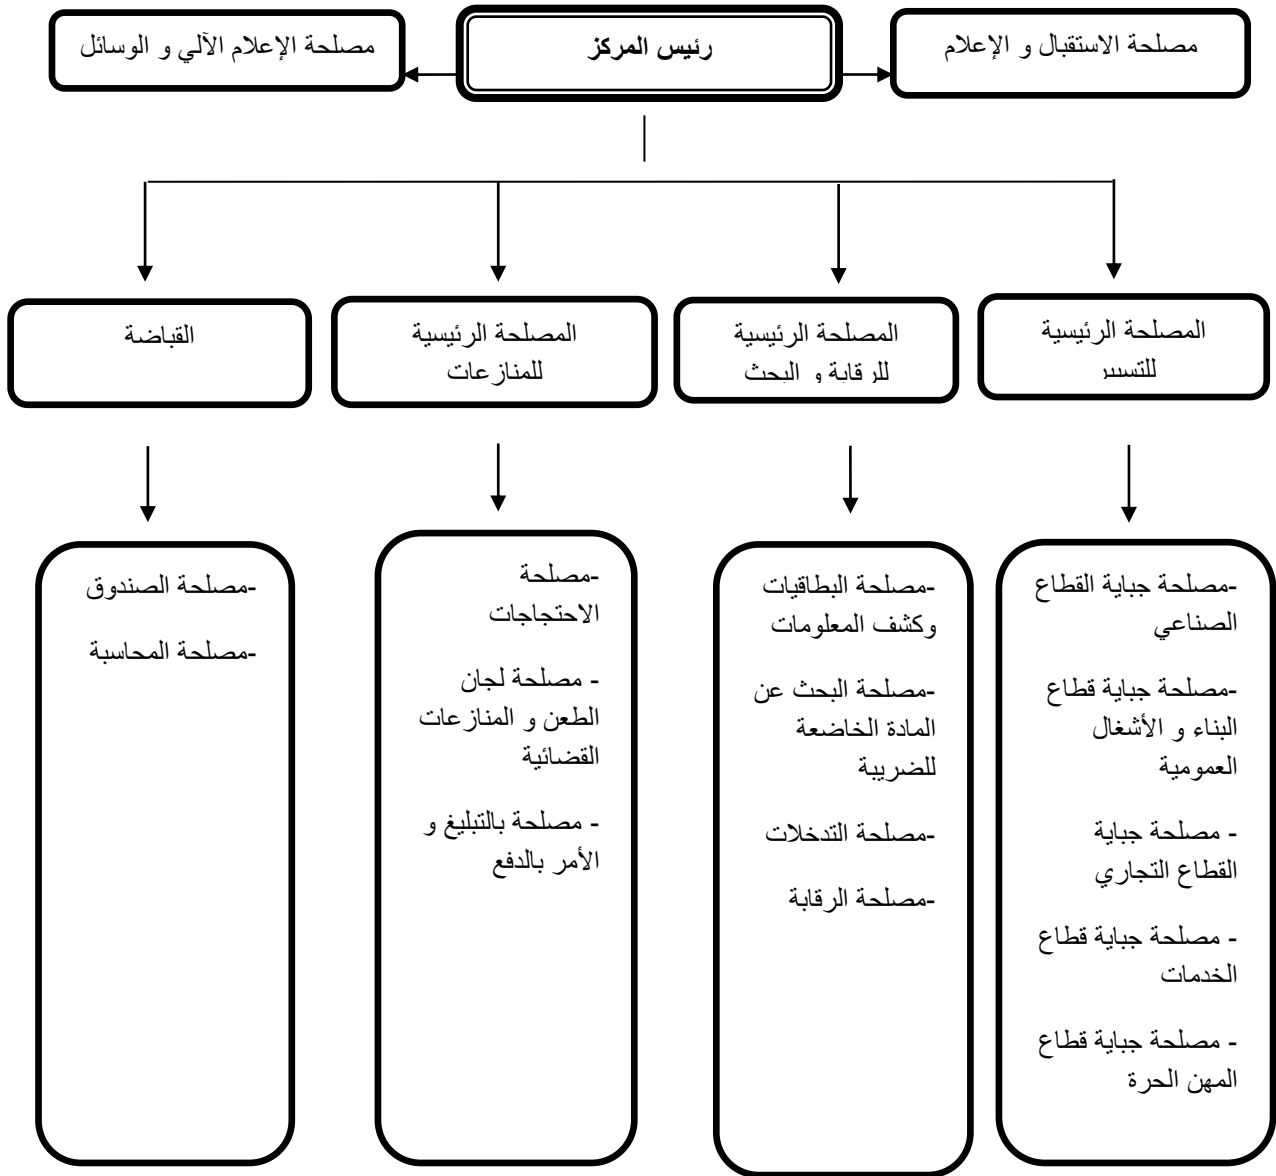 مصلحة الاستقبال و الإعلام
رئيس المركز
مصلحة الإعلام الآلي و الوسائل
المصلحة الرئيسية
للتسيير
المصلحة الرئيسية
للرقابة و البحث
المصلحة الرئيسية
للمنازعات
القباضة
-مصلحة جباية القطاع
الصناعي
-مصلحة جباية قطاع
البناء و الأشغال
العمومية
- مصلحة جباية
القطاع التجاري
- مصلحة جباية قطاع
الخدمات
- مصلحة جباية قطاع
المهن الحرة
-مصلحة البطاقيات
وكشف المعلومات
-مصلحة البحث عن
المادة الخاضعة
للضريبة
-مصلحة التدخلات
-مصلحة الرقابة
-مصلحة
الاحتجاجات
- مصلحة لجان
الطعن و المنازعات
القضائية
- مصلحة بالتبليغ و
الأمر بالدفع
-مصلحة الصندوق
-مصلحة المحاسبة